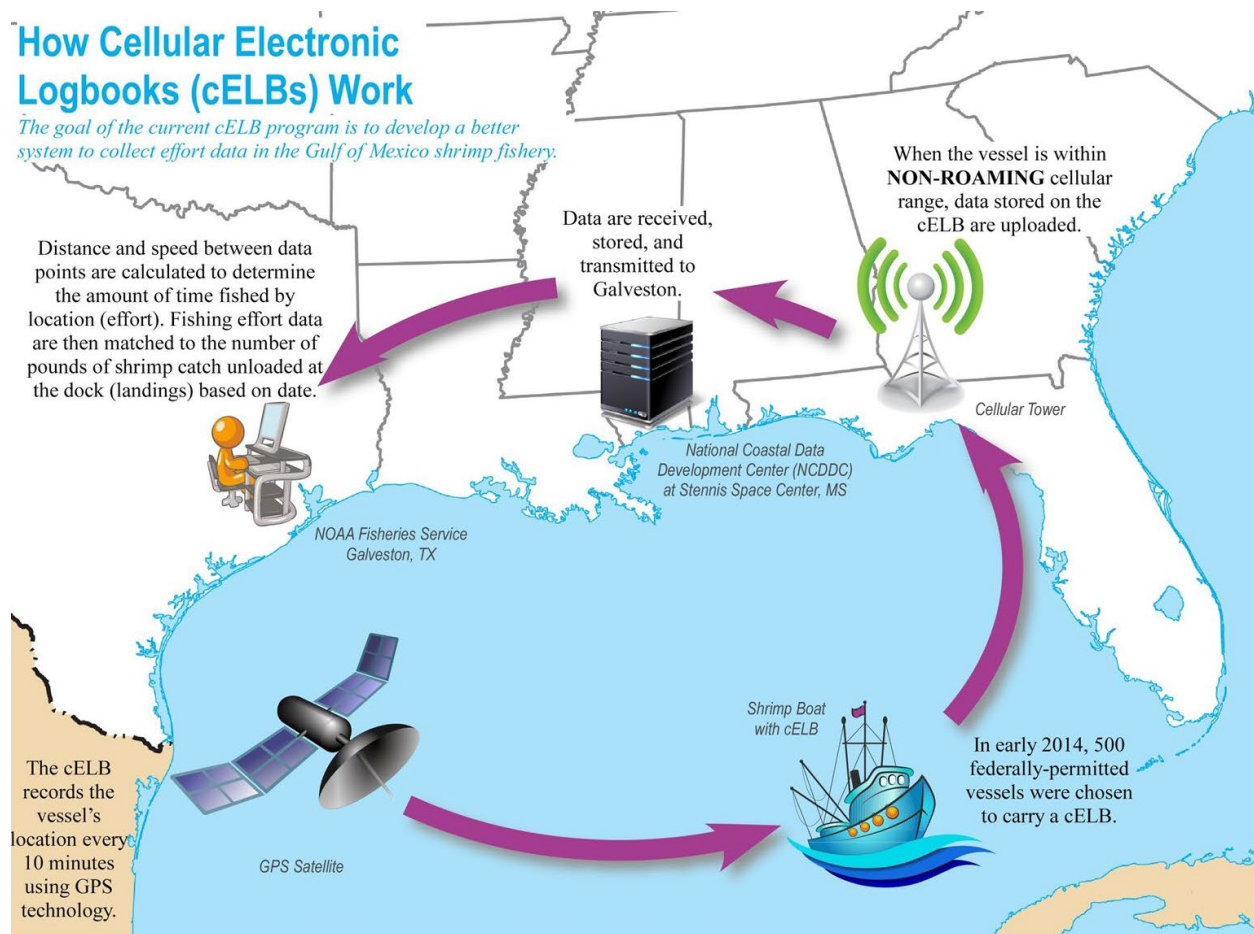 How Cellular Electronic
Logbooks (cELBs) Work
The goal of the current cELB program is to develop a better
system to collect effort data in the Gulf of Mexico shrimp fishery.
When the vessel is within
NON-ROAMING cellular
range, data stored on the
cELB are uploaded.
Data are received,
stored, and
transmitted to
Galveston.
Distance and speed between data
points are calculated to determine
the amount of time fished by
location (effort). Fishing effort data
are then matched to the number of
pounds of shrimp catch unloaded at
the dock (landings) based on date.
Cellular Tower
National Coastal Data
Development Center (NCDDC)
at Stennis Space Center, MS
NOAA Fisheries Service
Galveston, TX
Shrimp Boat
with cELB
In early 2014, 500
federally-permitted
vessels were chosen
to carry a cELB.
The cELB
records the
vessel's
location every
10 minutes
using GPS
technology.
GPS Satellite